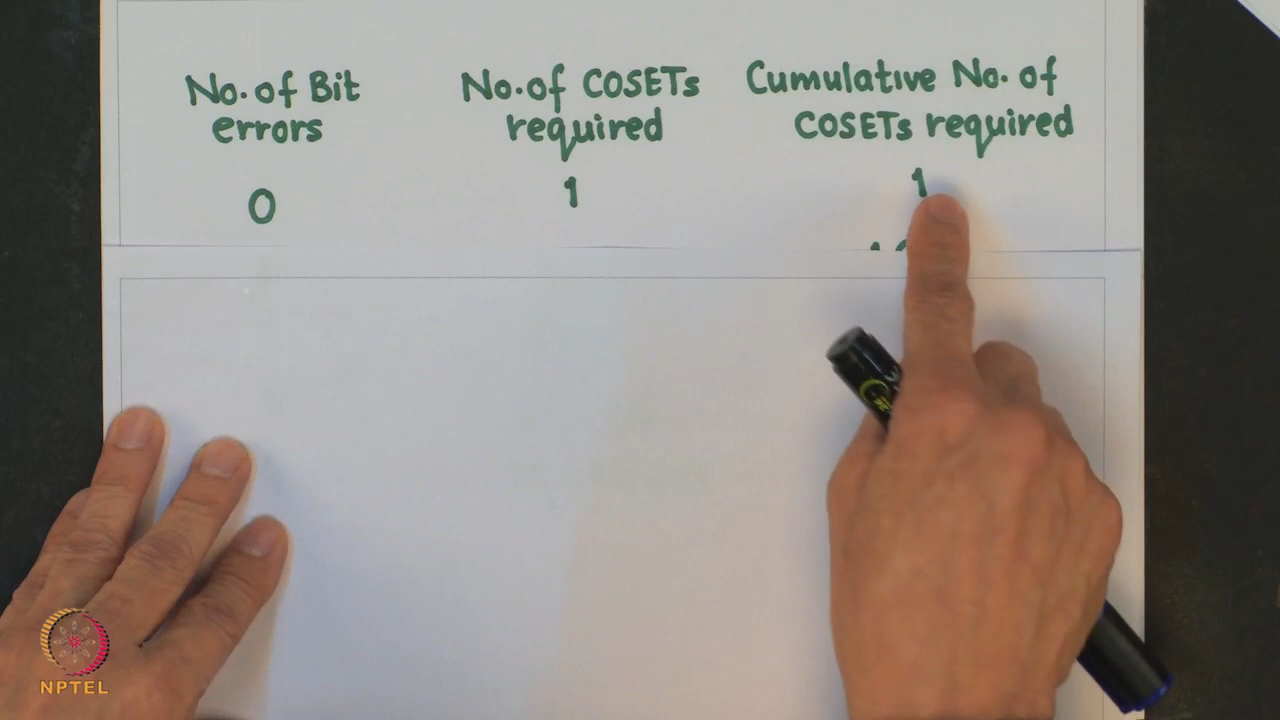 No. of Bit errors
No. of COSETs required
Cumulative No. of COSETs required
0
1
1
NPTEL